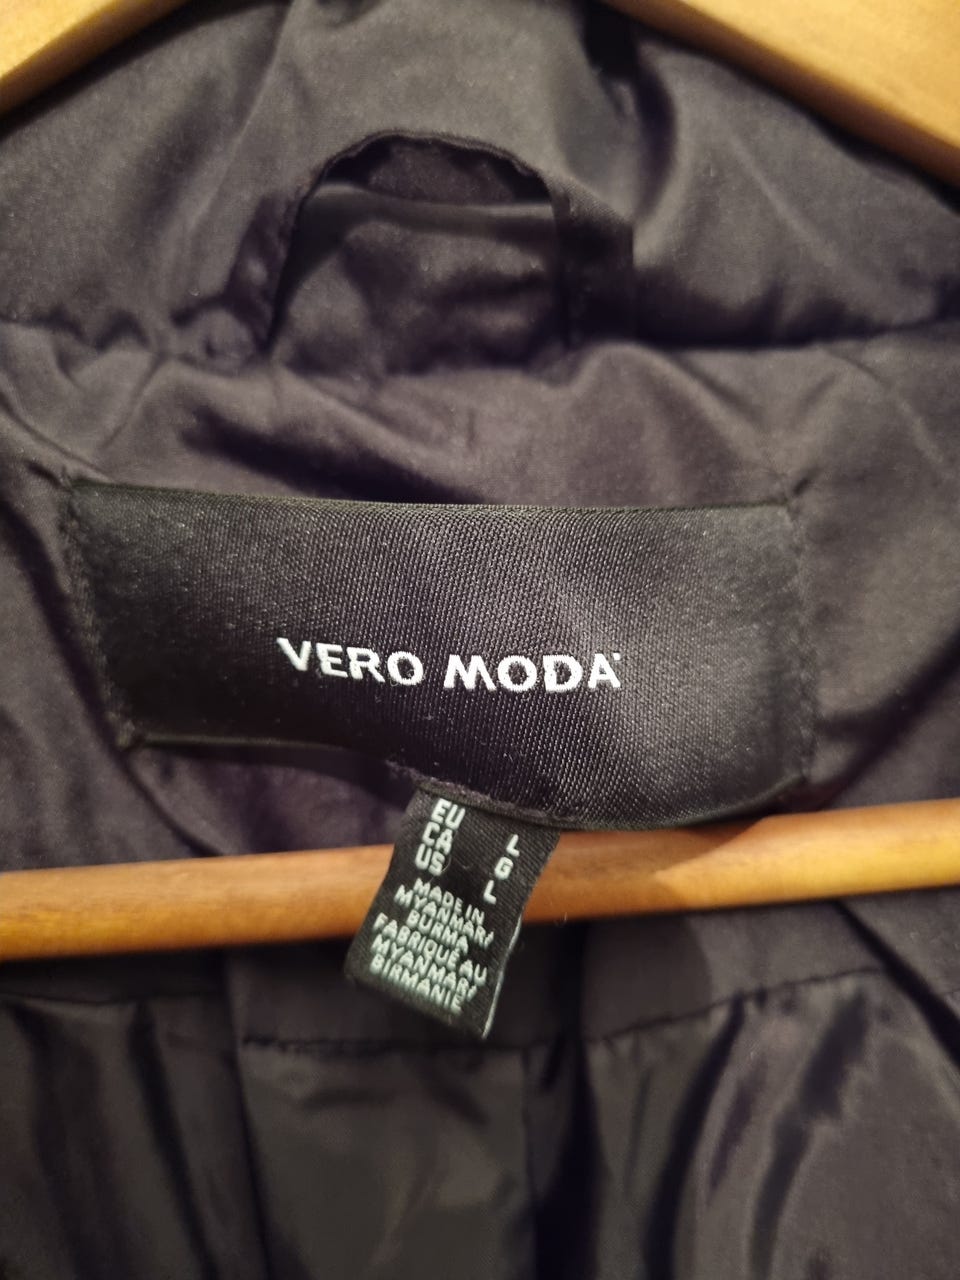 VERO MODA
EU L
CA G
US L
MADE IN
MYANMAR/
BURMA
FABRIQUÉ AU
MYANMAR/
BIRMANIE